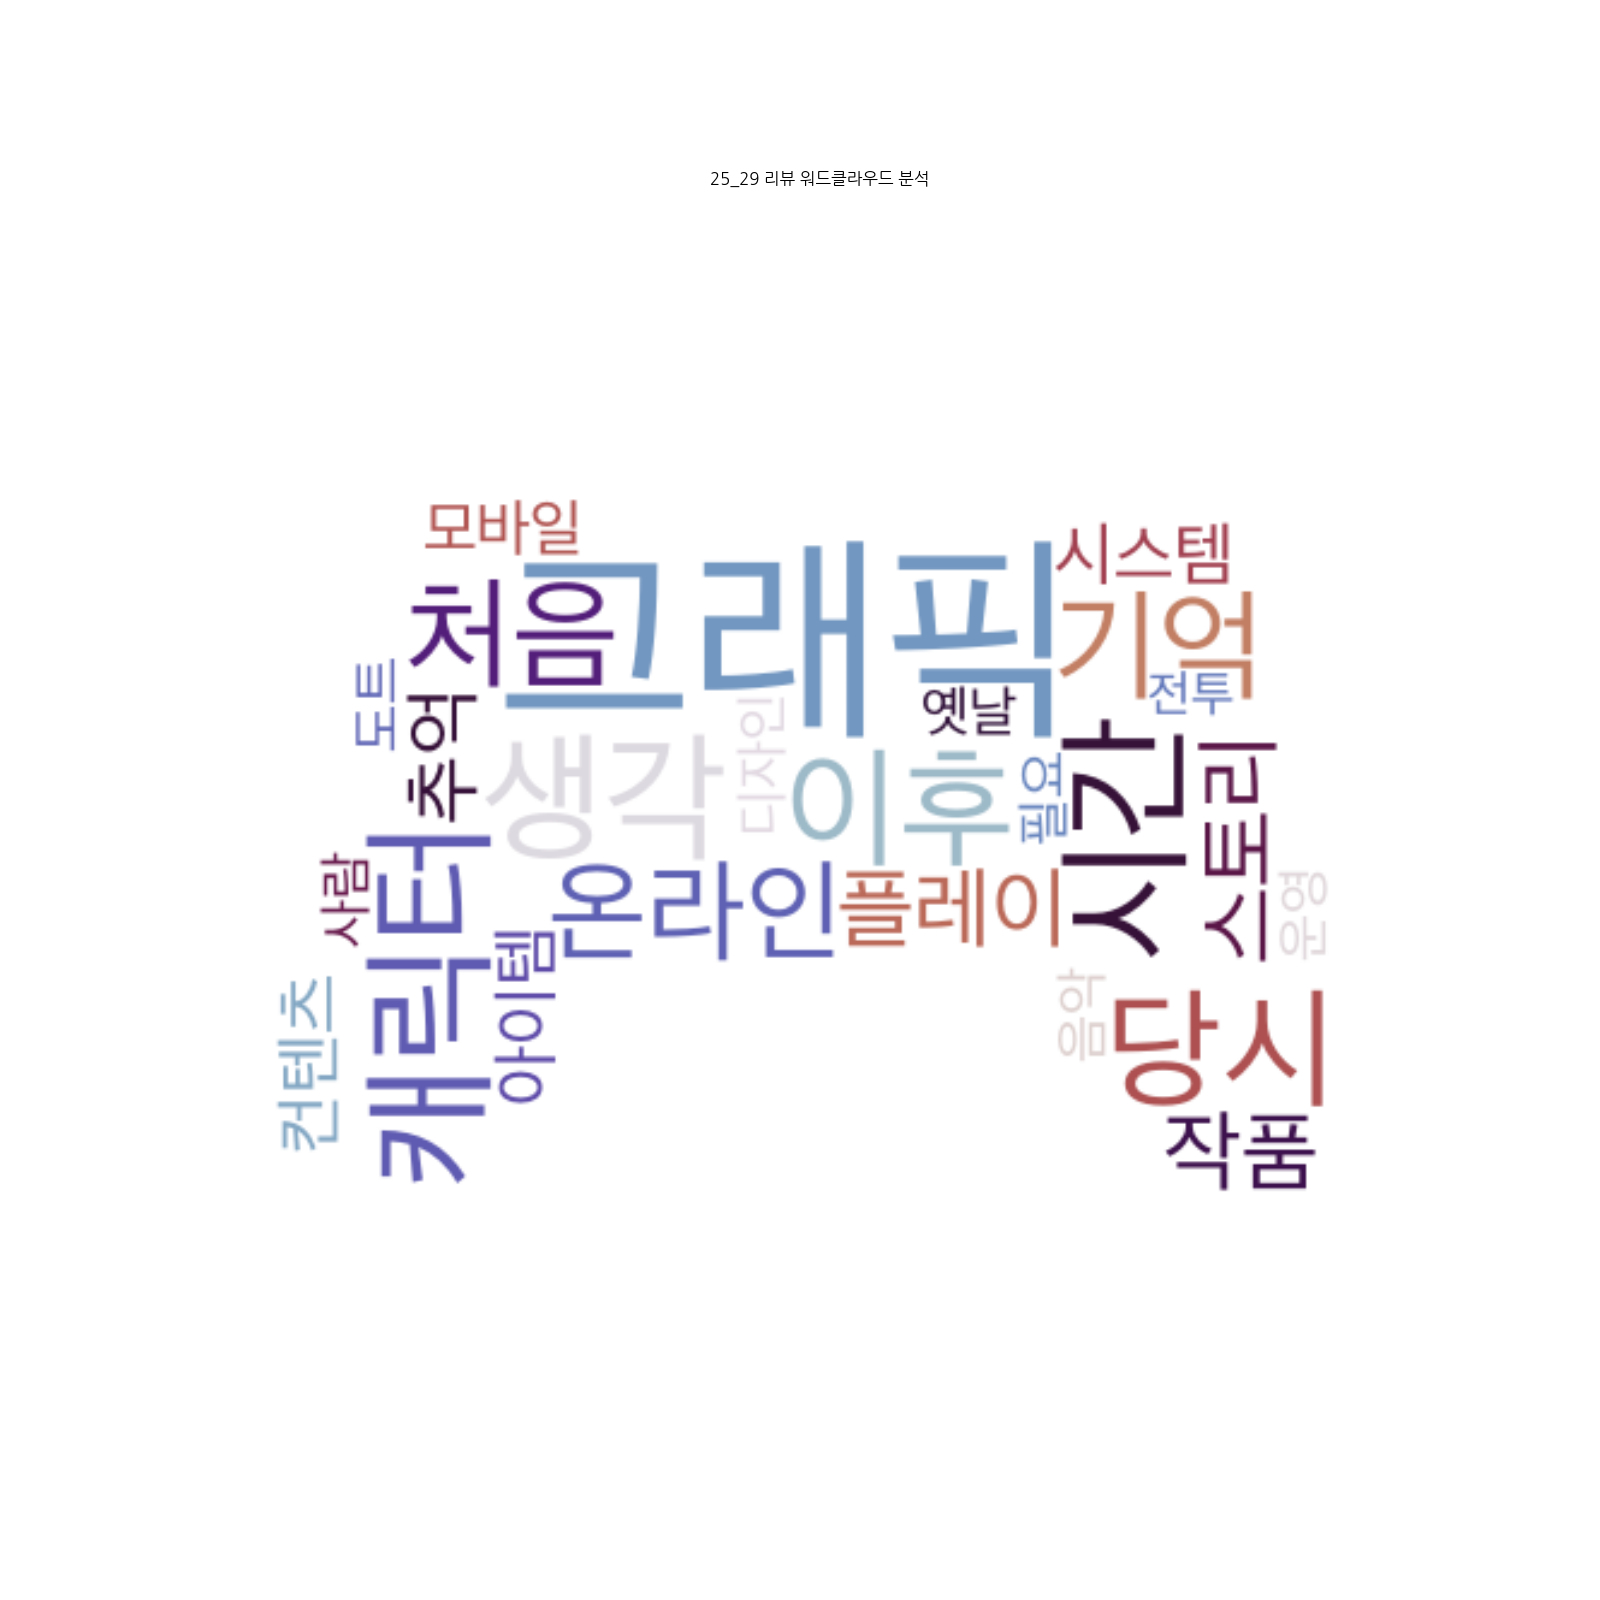 25_29 리뷰 워드클라우드 분석
모바일
그래픽
시스템
처음
기억
도트
추억
옛날
전투
생각
디자인
이후
필요
시간
스토리
사람
캐릭터
온라인
플레이
운영
아이템
음악
당시
컨텐츠
작품